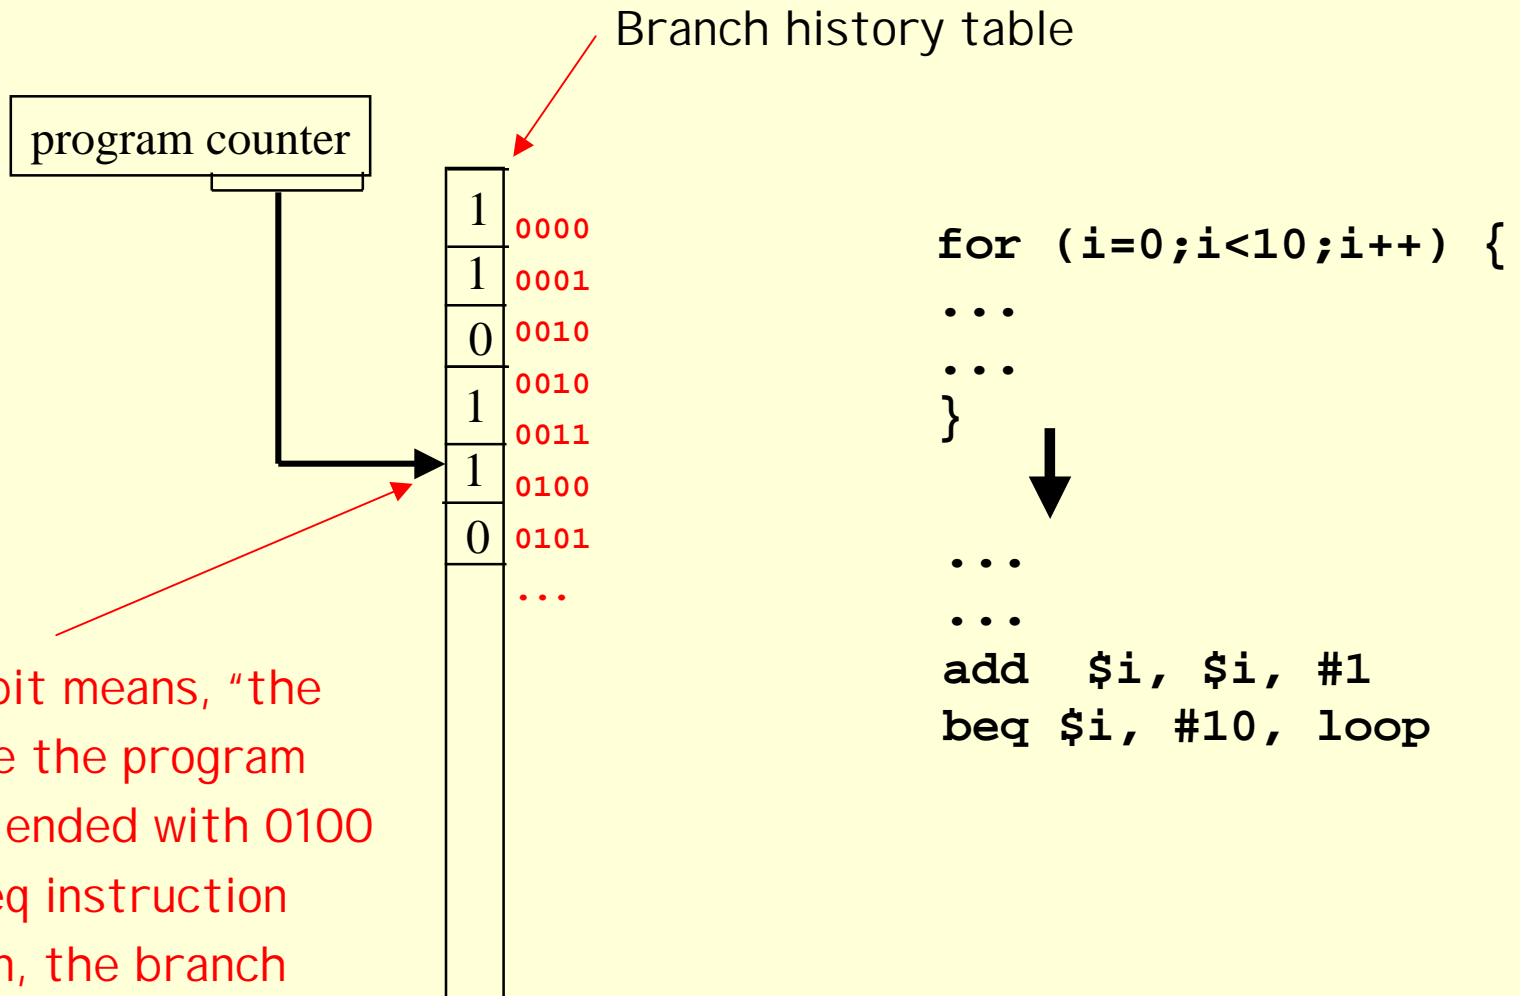 Branch history table
program counter
1 0000
1 0001
0 0010
0010
1
0011
1 0100
0 0101
...
bit means, “the
the program
ended with 0100
instruction
the branch
for (i=0;i<10;i++) {
...
...
}
...
...
add $i, $i, #1
beq $i, #10, loop